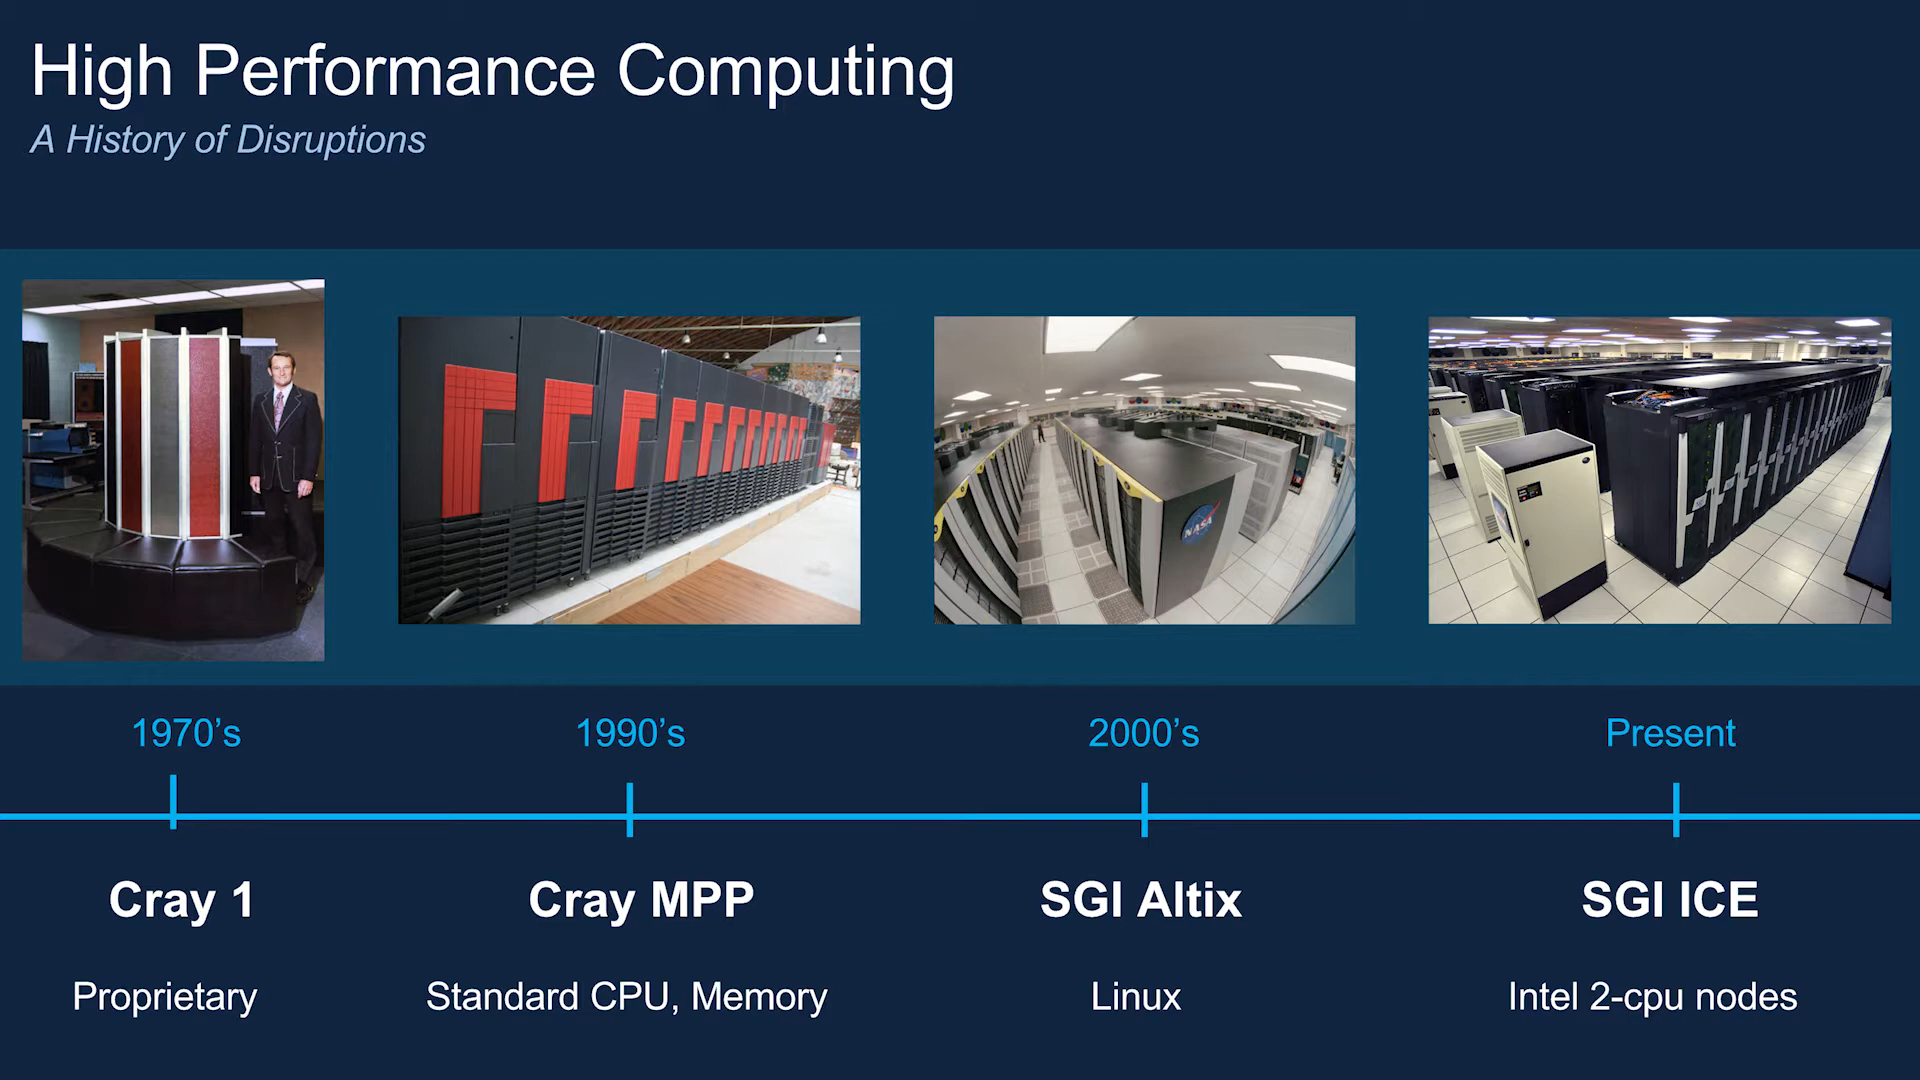 High Performance Computing
A History of Disruptions
NASA
1970’s
1990’s
2000’s
Present
Cray 1
Cray MPP
SGI Altix
SGI ICE
Proprietary
Standard CPU, Memory
Linux
Intel 2-cpu nodes